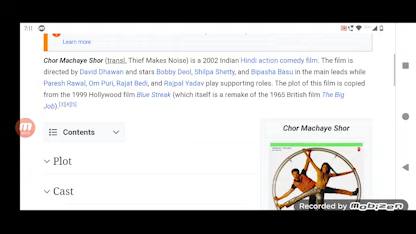 7:11
Learn more
Chor Machaye Shor (transl. Thief Makes Noise) is a 2002 Indian Hindi action comedy film. The film is
directed by David Dhawan and stars Bobby Deol, Shilpa Shetty, and Bipasha Basu in the main leads while
Paresh Rawal, Om Puri, Rajat Bedi, and Rajpal Yadav play supporting roles. The plot of this film is copied
from the 1999 Hollywood film Blue Streak (which itself is a remake of the 1965 British film The Big
Job).[3][4][5]
Contents
Chor Machaye Shor
Plot
Cast
Recorded by Mobizen